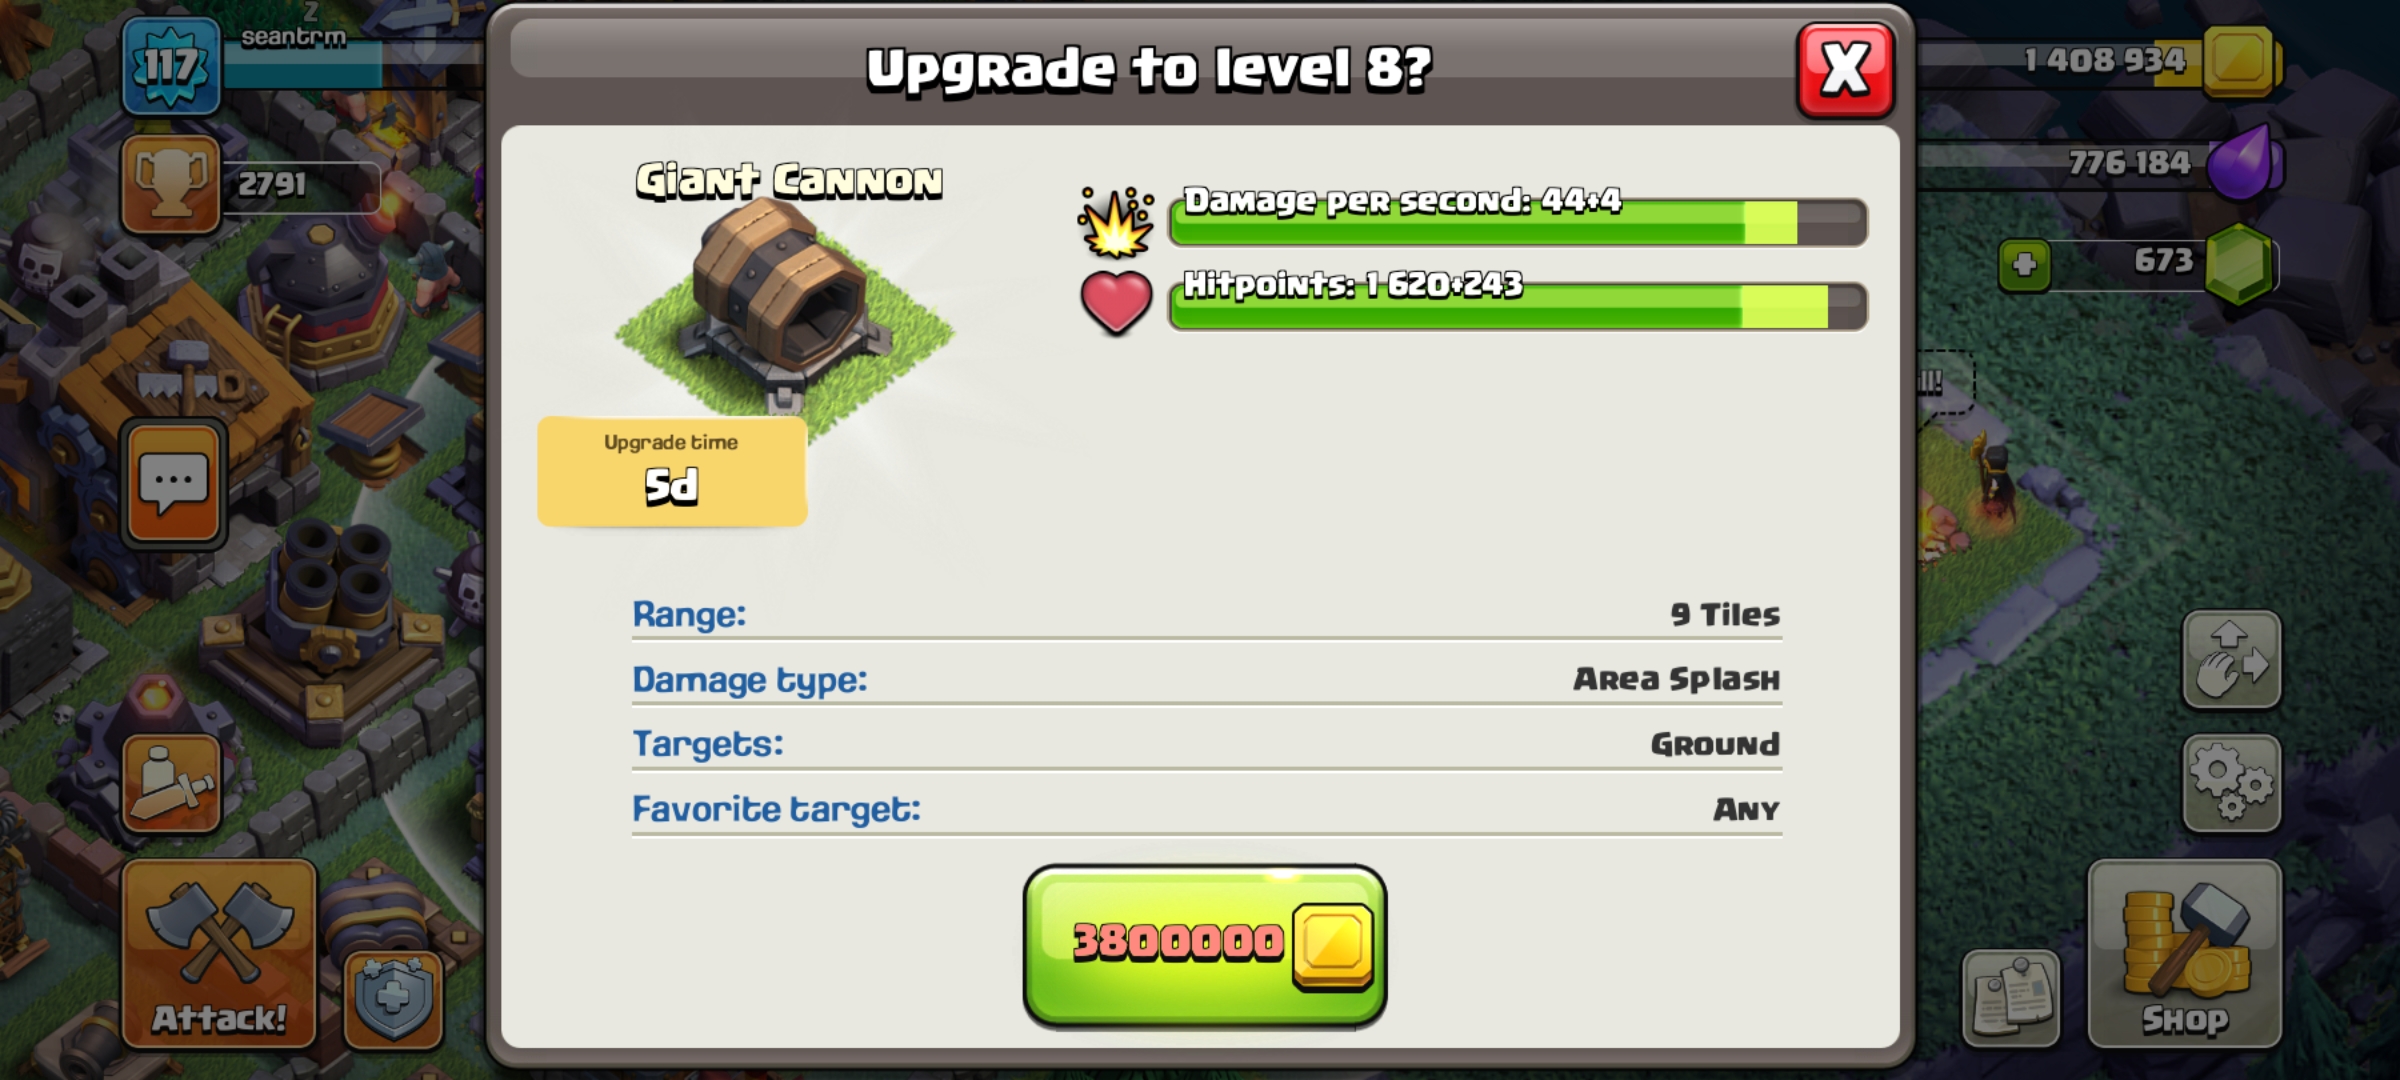 Z
117
seantrm
Upgrade to level 8?
X
1 408 934
2791
Giant Cannon
Damage per second: 44+4
776 184
Hitpoints: 1 620+243
673
ll!
Upgrade time
5d
Range: 9 Tiles
Damage type: Area Splash
Targets: Ground
Favorite target: Any
3800000
Attack!
Shop